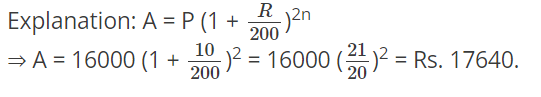 Explanation: A = P (1 + R/200)²ⁿ
⇒ A = 16000 (1 + 10/200)² = 16000 (21/20)² = Rs. 17640.